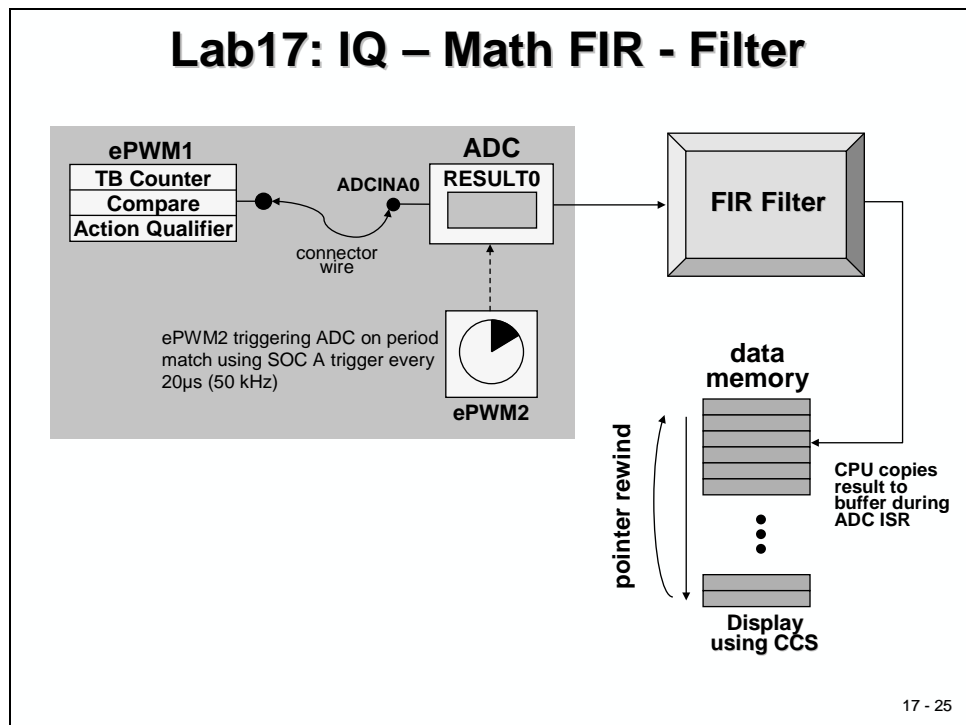 Lab17: IQ – Math FIR - Filter
ePWM1
TB Counter
Compare
Action Qualifier
connector
wire
ADCINA0
ADC
RESULT0
FIR Filter
ePWM2 triggering ADC on period
match using SOC A trigger every
20µs (50 kHz)
ePWM2
data
memory
pointer rewind
CPU copies
result to
buffer during
ADC ISR
Display
using CCS
17 - 25